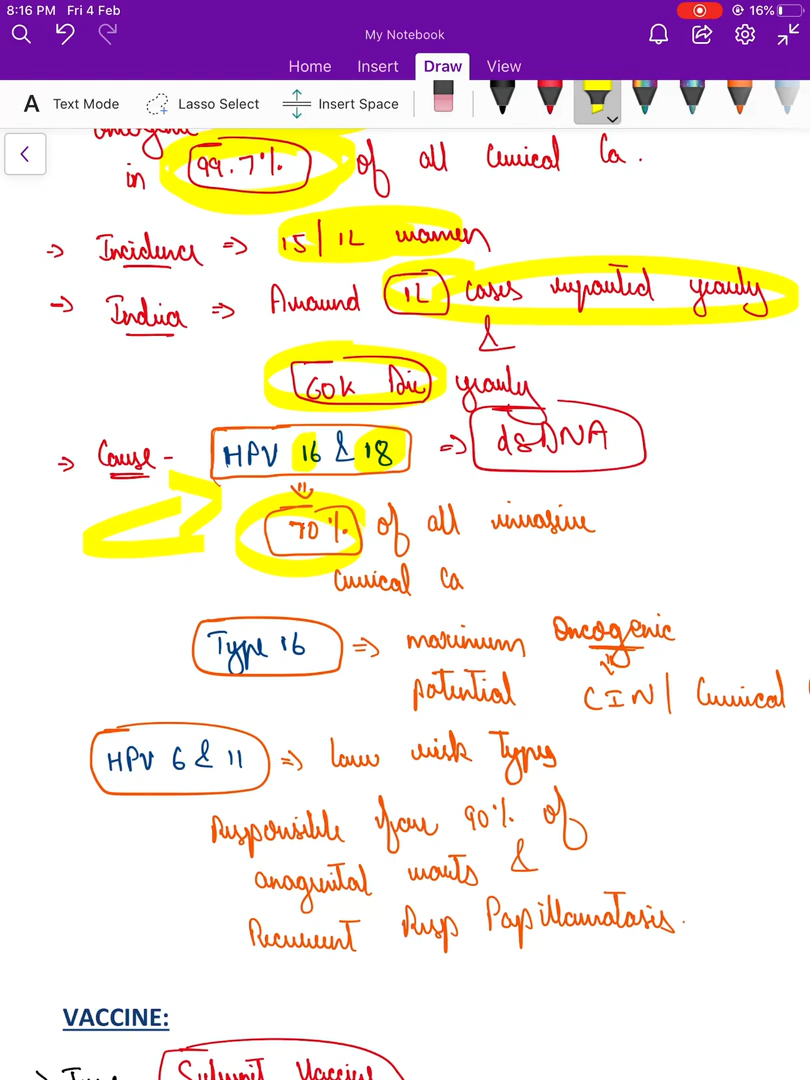 8:16 PM Fri 4 Feb
16%
My Notebook
Home Insert Draw View
A Text Mode Lasso Select Insert Space
in 99.7% of all Cervical Ca.
→ Incidence ⇒ 15/1L women
→ India ⇒ Around 1L cases reported yearly
&
60K Die yearly
⇒ Cause - HPV 16 & 18 ⇒ dsDNA
70% of all invasive
Cervical Ca
Type 16 ⇒ maximum Oncogenic
potential CIN/ Cervical
HPV 6 & 11 ⇒ Low risk Types
Responsible for 90% of
anogenital warts &
Recurrent Resp Papillomatosis.
VACCINE:
Subunit Vaccine